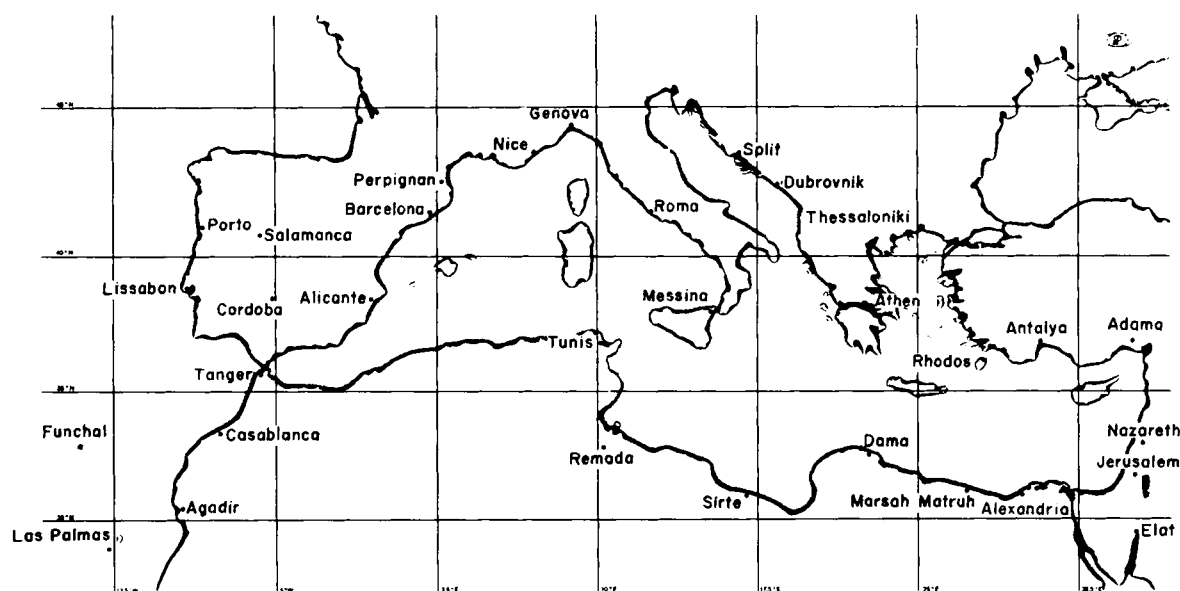 Genova
Nice
Split
Perpignan
Dubrovnik
Barcelona
Roma
Thessaloniki
Porto
Salamanca
Lissabon
Cordoba
Alicante
Messina
Athen
Tunis
Antalya
Adama
Tanger
Rhodos
Funchal
Casablanca
Remada
Dama
Nazareth
Jerusalem
Agadir
Sirte
Marsah Matruh
Alexandria
Las Palmas
Elat